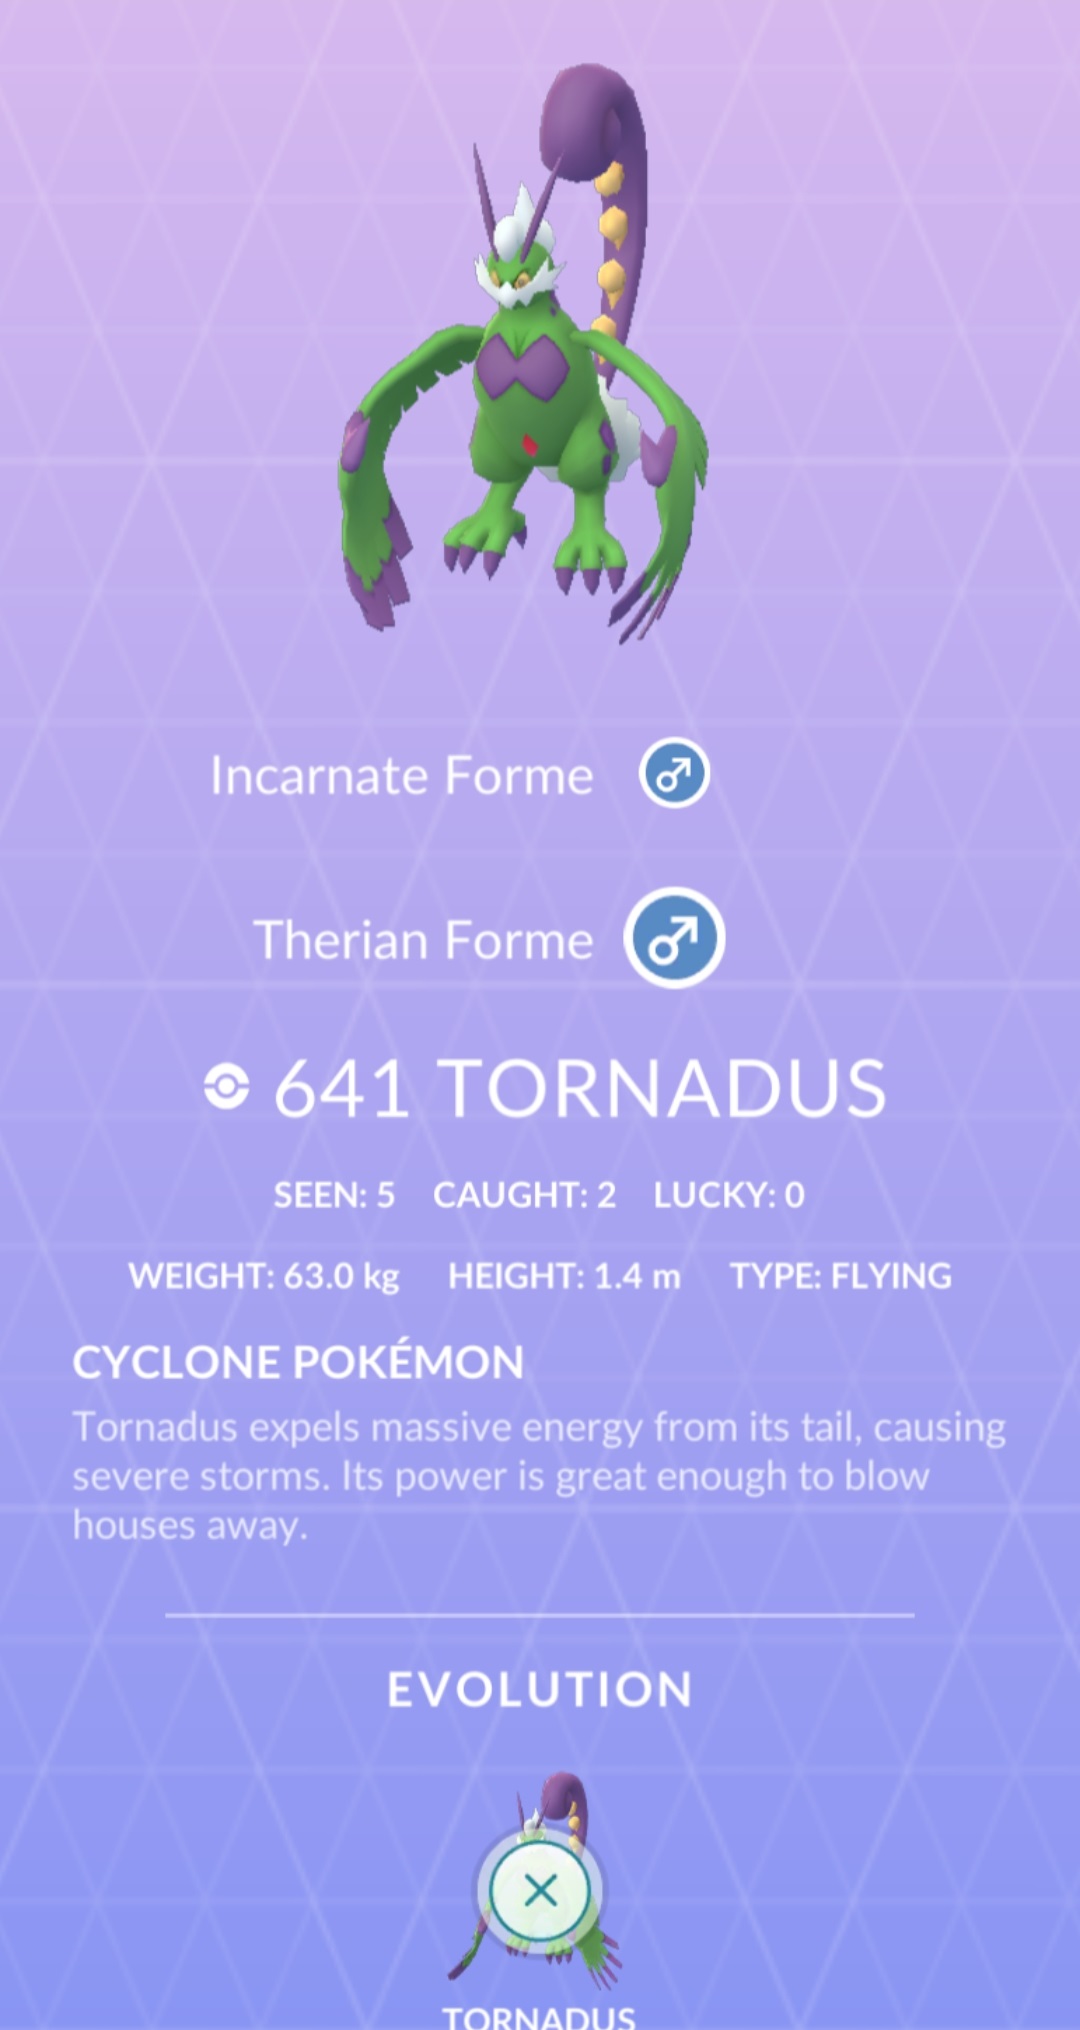 Incarnate Forme
Therian Forme
641 TORNADUS
SEEN: 5 CAUGHT: 2 LUCKY: 0
WEIGHT: 63.0 kg HEIGHT: 1.4 m TYPE: FLYING
CYCLONE POKÉMON
Tornadus expels massive energy from its tail, causing
severe storms. Its power is great enough to blow
houses away.
EVOLUTION
TORNADUS